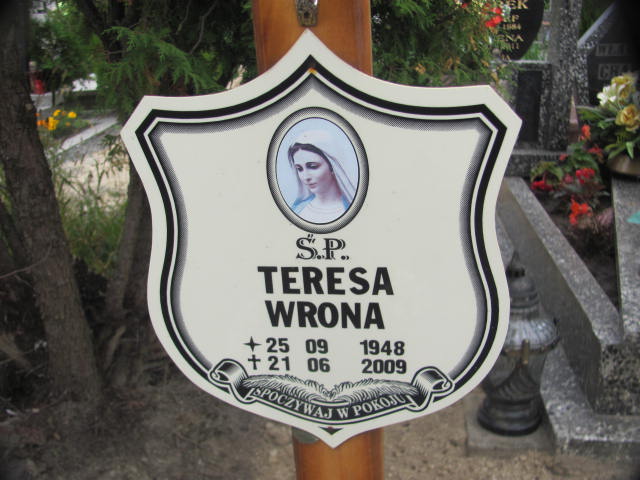 Ś.P.
TERESA
WRONA
25 09 1948
21 06 2009
SPOCZYWAJ W POKOJU